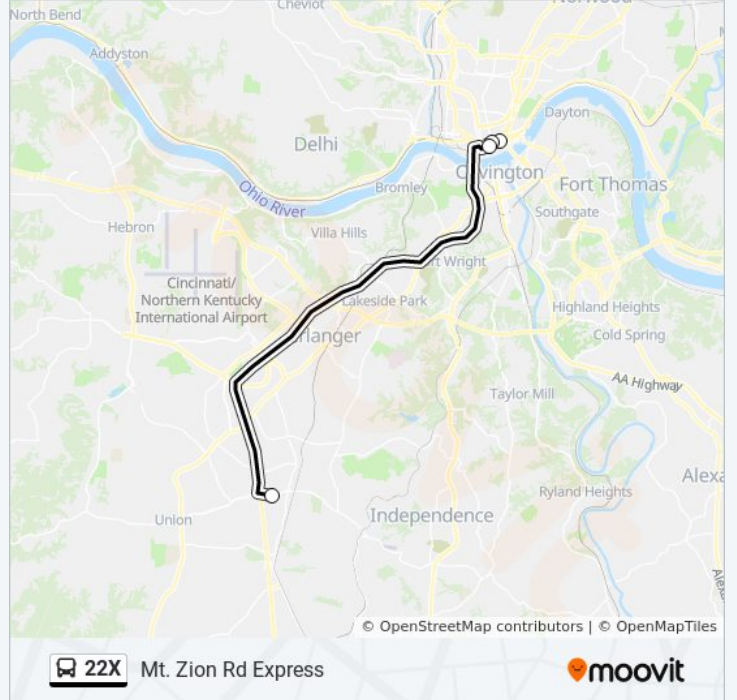 North Bend
Cheviot
Norwood
Addyston
Dayton
Delhi
Covington
Bromley
Fort Thomas
Ohio River
Southgate
Hebron
Villa Hills
Fort Wright
Cincinnati/
Northern Kentucky
International Airport
Lakeside Park
Highland Heights
Erlanger
Cold Spring
AA Highway
Taylor Mill
Alexa
Ryland Heights
Union
Independence
Alex
© OpenStreetMap contributors | © OpenMapTiles
22X Mt. Zion Rd Express
moovit